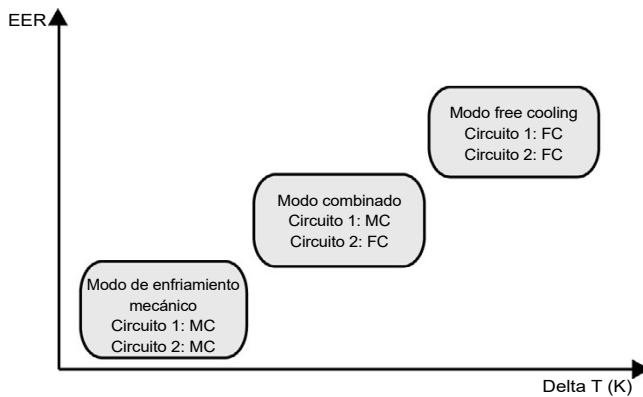 EER
Modo free cooling
Circuito 1: FC
Circuito 2: FC
Modo combinado
Circuito 1: MC
Circuito 2: FC
Modo de enfriamiento
mecánico
Circuito 1: MC
Circuito 2: MC
Delta T (K)